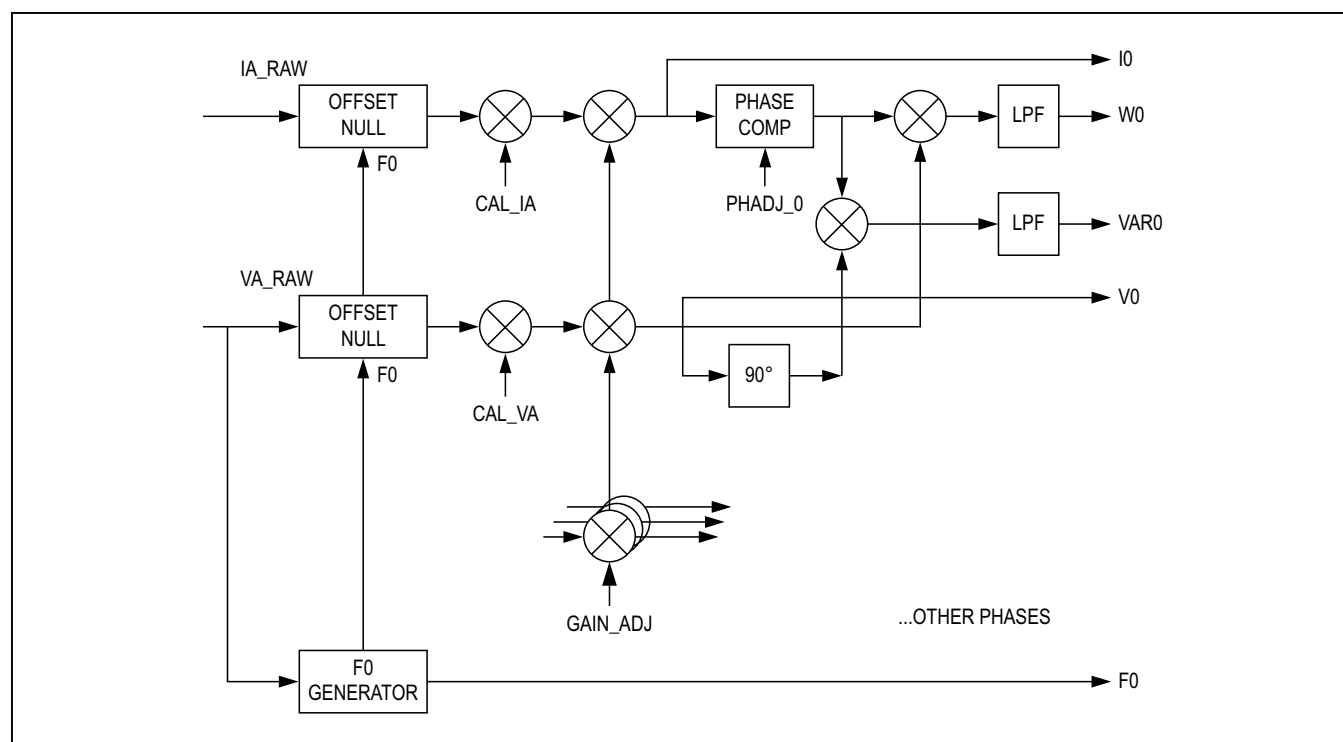 I0
IA_RAW
OFFSET
NULL
PHASE
COMP
LPF
W0
F0
CAL_IA
PHADJ_0
LPF
VAR0
VA_RAW
V0
OFFSET
NULL
F0
90°
CAL_VA
GAIN_ADJ
...OTHER PHASES
F0
GENERATOR
F0